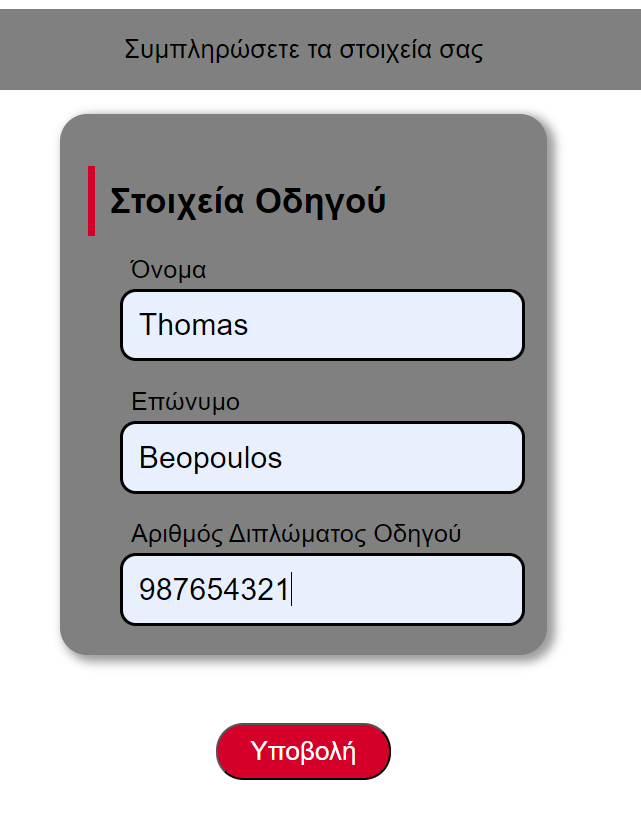 Συμπληρώσετε τα στοιχεία σας
Στοιχεία Οδηγού
Όνομα
Thomas
Επώνυμο
Beopoulos
Αριθμός Διπλώματος Οδηγού
987654321
Υποβολή